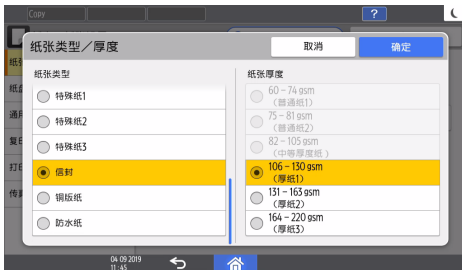 Copy
?
纸张类型／厚度
取消
确定
纸张类型
特殊纸1
特殊纸2
特殊纸3
信封
铜版纸
防水纸
纸张厚度
60 – 74 gsm
（普通纸1）
75 – 81 gsm
（普通纸2）
82 – 105 gsm
（中等厚度纸）
106 – 130 gsm
（厚纸1）
131 – 163 gsm
（厚纸2）
164 – 220 gsm
（厚纸3）
04 09 2019
11 : 45